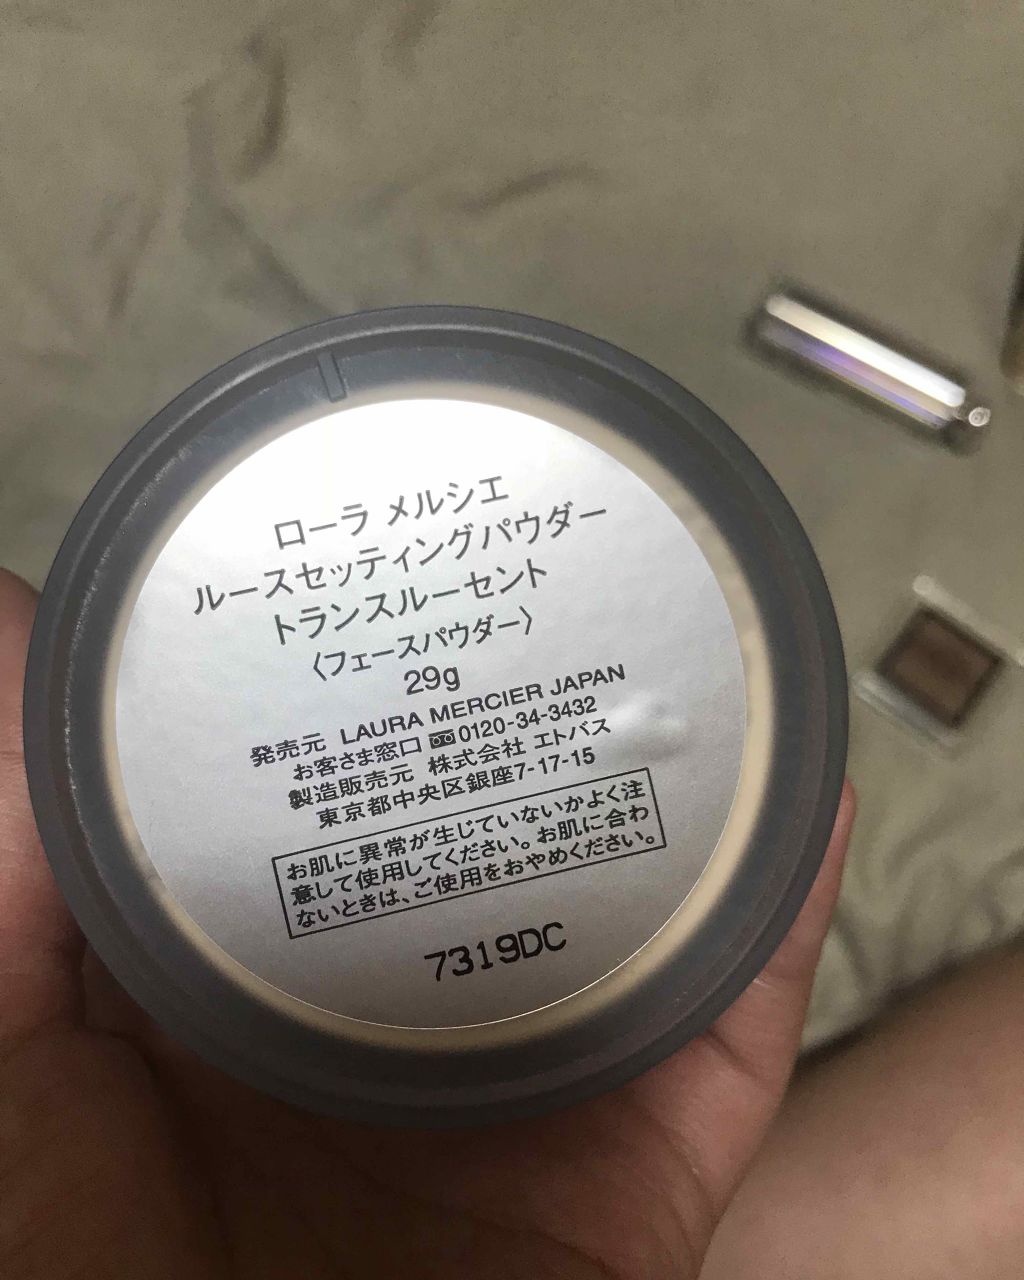 ローラ メルシエ
ルースセッティングパウダー
トランスルーセント
〈フェースパウダー〉
29g
発売元 LAURA MERCIER JAPAN
お客さま窓口 0120-34-3432
製造販売元 株式会社 エトバス
東京都中央区銀座7-17-15
お肌に異常が生じていないかよく注
意して使用してください。お肌に合わ
ないときは、ご使用をおやめください。
7319DC